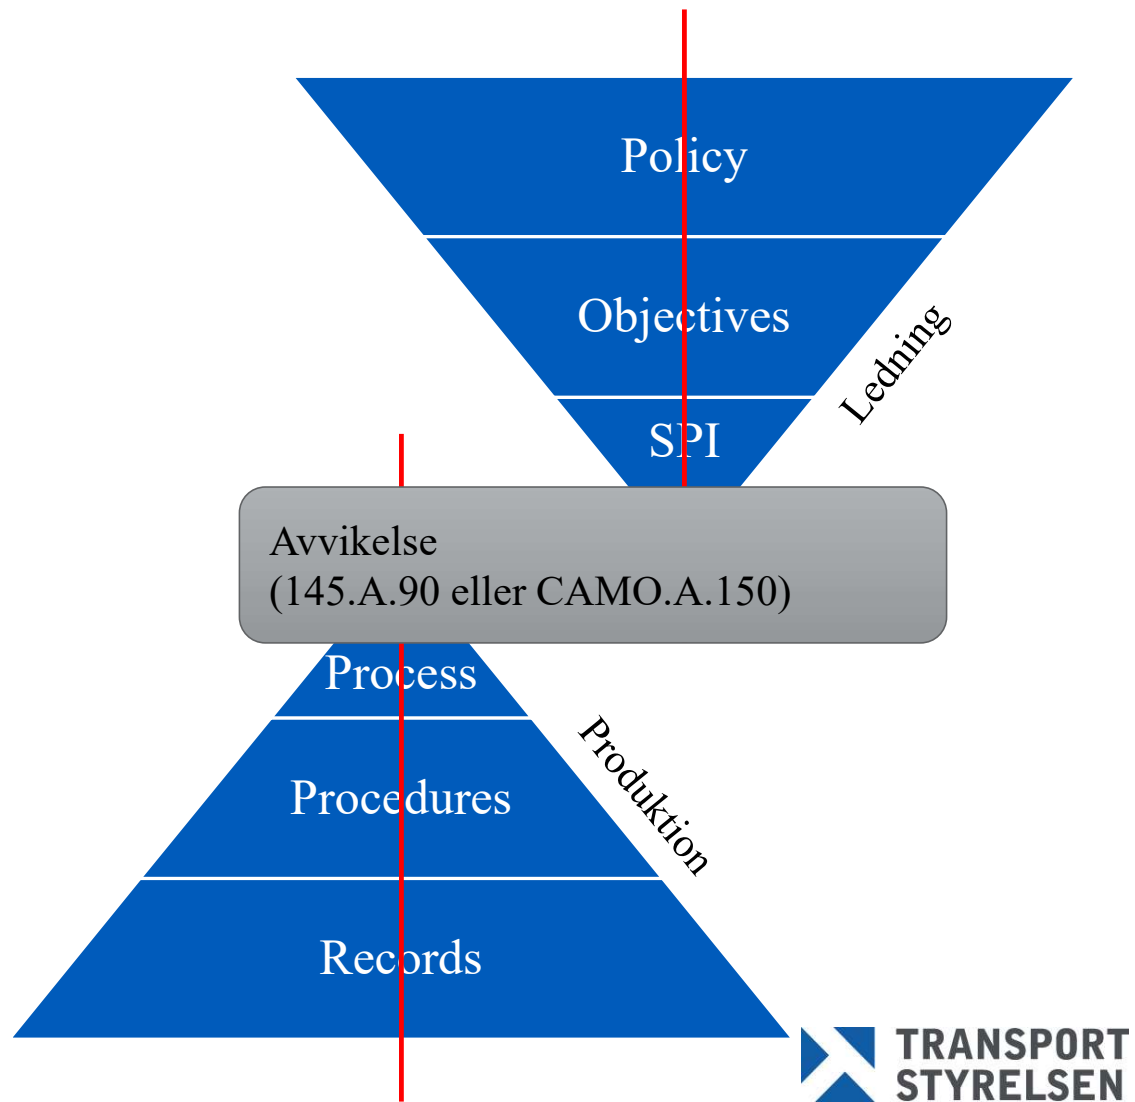 Policy
Objectives
Ledning
SPI
Avvikelse
(145.A.90 eller CAMO.A.150)
Process
Procedures
Produktion
Records
TRANSPORT
STYRELSEN